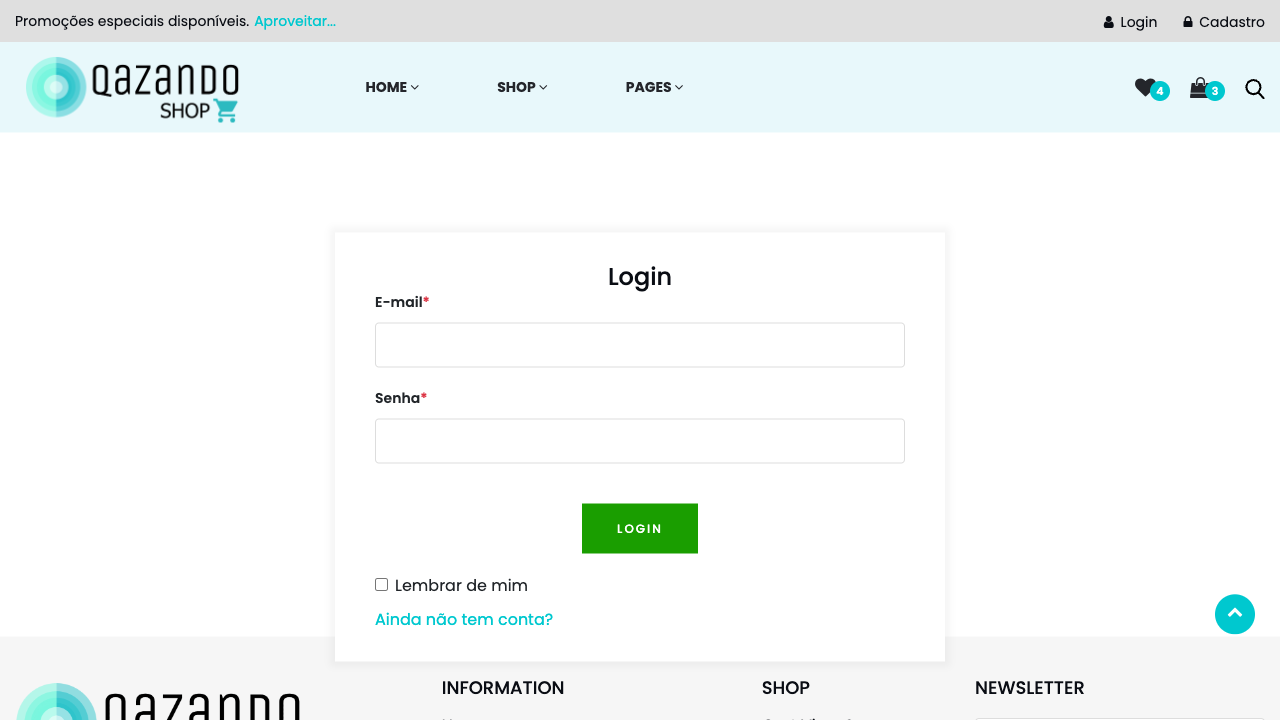 Promoções especiais disponíveis. Aproveitar...
Login
Cadastro
QAZANDO
SHOP
HOME
SHOP
PAGES
4
3
Login
E-mail*
Senha*
LOGIN
Lembrar de mim
Ainda não tem conta?
QAZANDO
INFORMATION
SHOP
NEWSLETTER